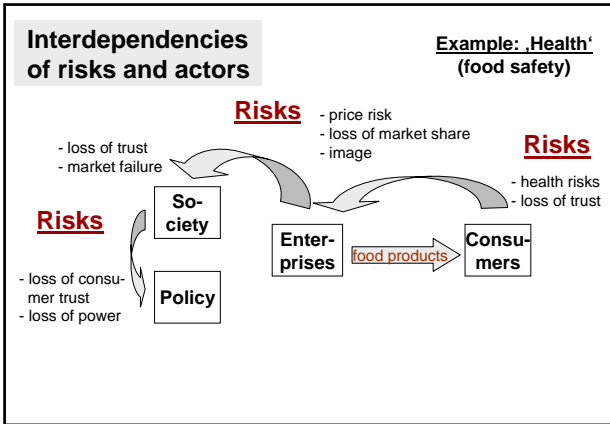 Interdependencies
of risks and actors
Example: ‚Health‘
(food safety)
Risks
- price risk
- loss of market share
- image
Risks
- health risks
- loss of trust
- loss of trust
- market failure
Risks
- loss of consu-
mer trust
- loss of power
So-
ciety
Policy
Enter-
prises
food products
Consu-
mers